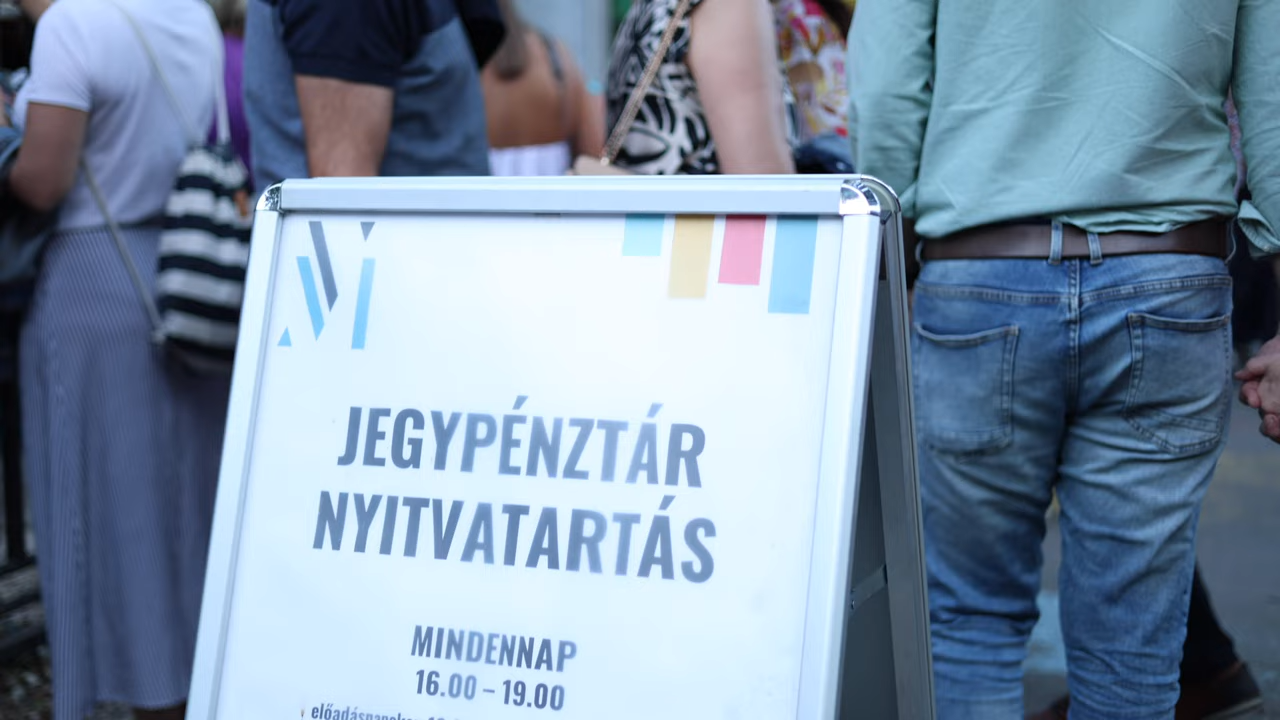 JEGYPÉNZTÁR
NYITVATARTÁS
MINDENNAP
16.00 – 19.00
előadásnapokon